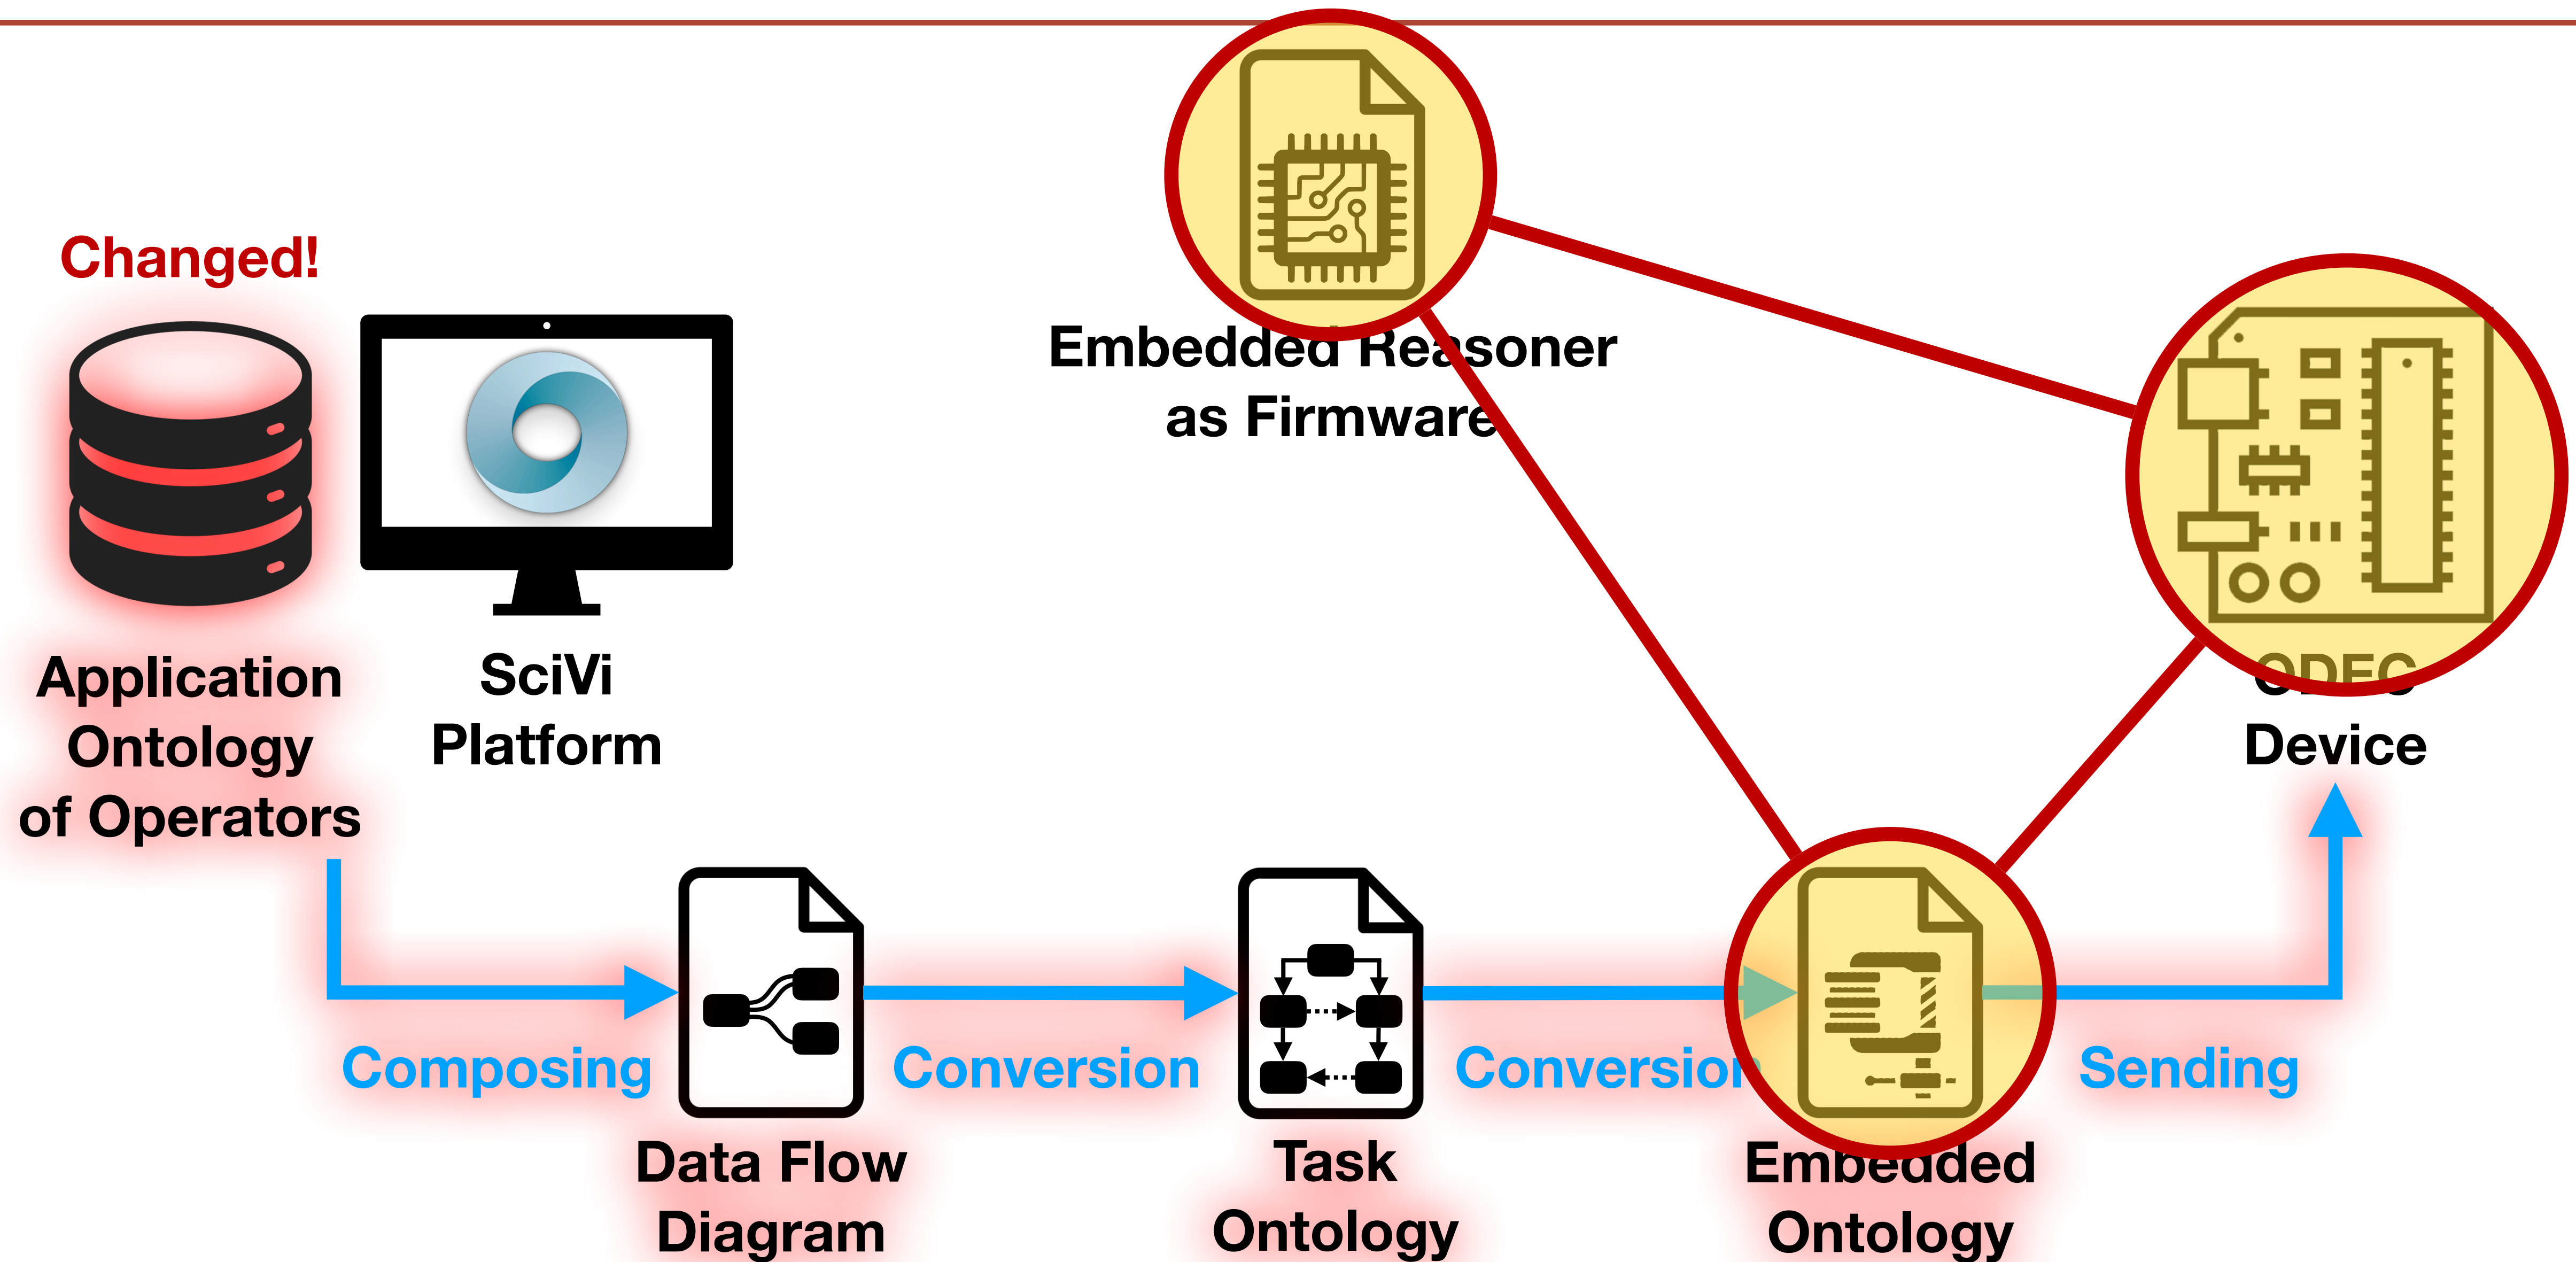 Changed!
Embedded Reasoner
as Firmware
Application
Ontology
of Operators
SciVi
Platform
ODEC
Device
Composing
Conversion
Conversion
Sending
Data Flow
Diagram
Task
Ontology
Embedded
Ontology